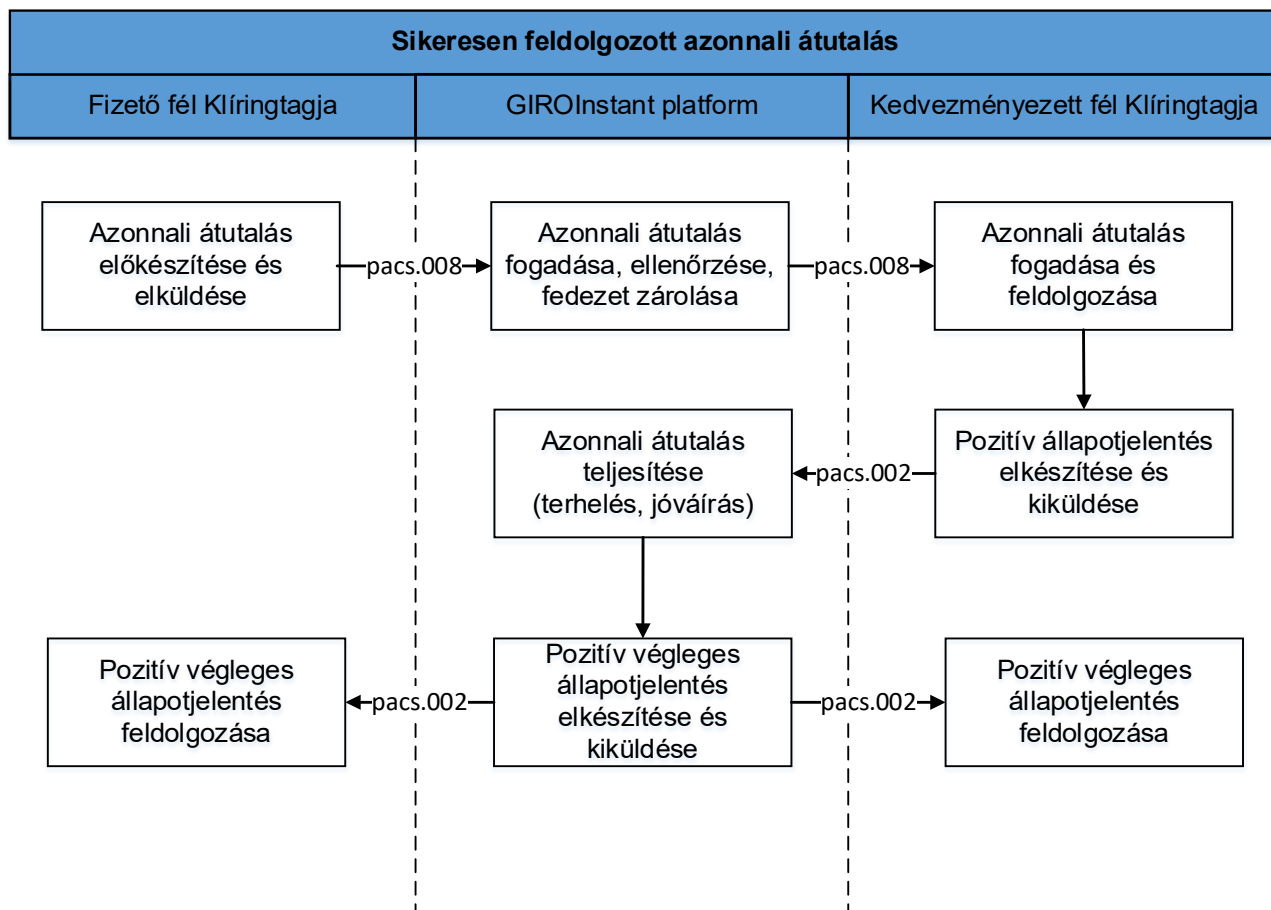 Sikeresen feldolgozott azonnali átutalás
Fizető fél Klíringtagja
GIROInstant platform
Kedvezményezett fél Klíringtagja
Azonnali átutalás
előkészítése és
elküldése
pacs.008
Azonnali átutalás
fogadása, ellenőrzése,
fedezet zárolása
pacs.008
Azonnali átutalás
fogadása és
feldolgozása
Pozitív állapotjelentés
elkészítése és
kiküldése
pacs.002
Azonnali átutalás
teljesítése
(terhelés, jóváírás)
Pozitív végleges
állapotjelentés
elkészítése és
kiküldése
pacs.002
Pozitív végleges
állapotjelentés
feldolgozása
pacs.002
Pozitív végleges
állapotjelentés
feldolgozása